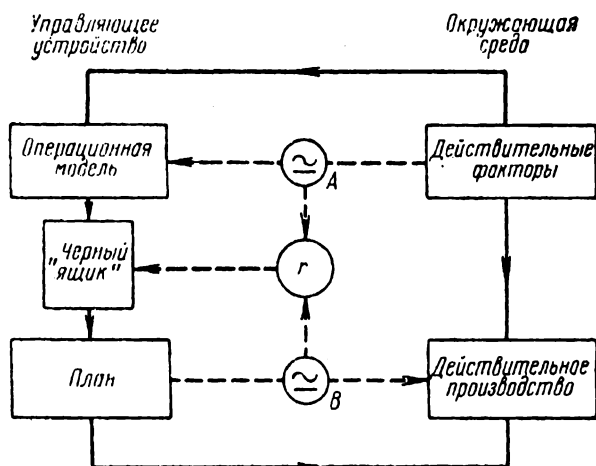 Управляющее
устройство
Окружающая
среда
Операционная
модель
≃
A
Действительные
факторы
"Черный
ящик"
r
План
≃
B
Действительное
производство